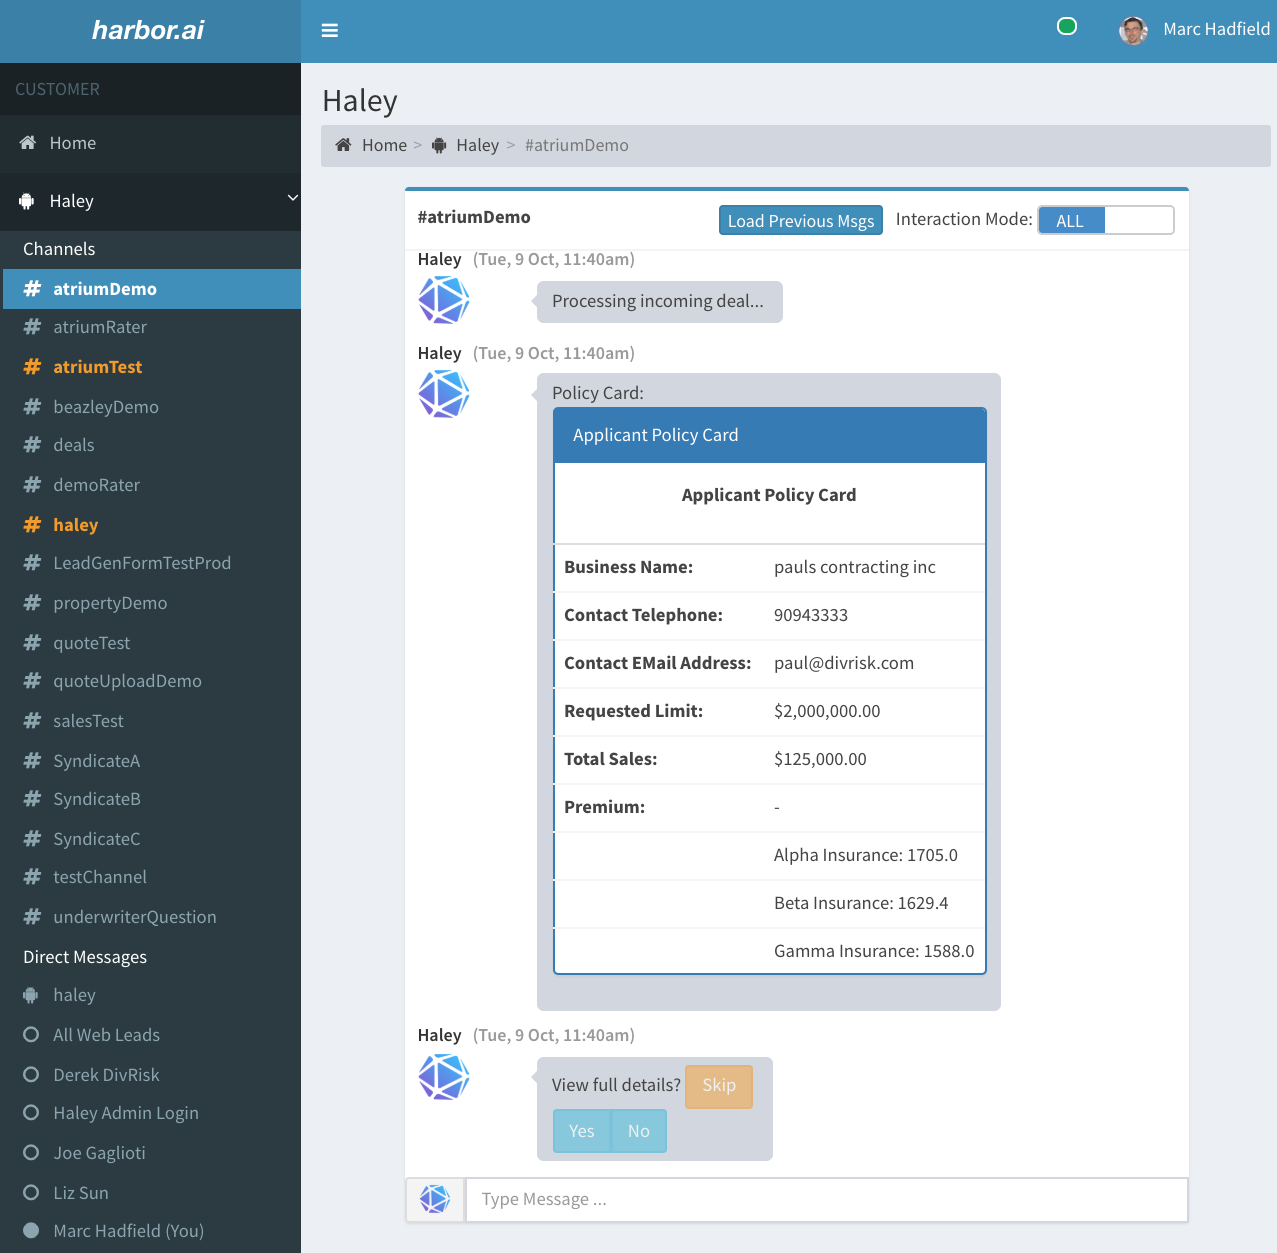 harbor.ai
Marc Hadfield
CUSTOMER
Home
Haley
Channels
# atriumDemo
# atriumRater
# atriumTest
# beazleyDemo
# deals
# demoRater
# haley
# LeadGenFormTestProd
# propertyDemo
# quoteTest
# quoteUploadDemo
# salesTest
# SyndicateA
# SyndicateB
# SyndicateC
# testChannel
# underwriterQuestion
Direct Messages
haley
All Web Leads
Derek DivRisk
Haley Admin Login
Joe Gaglioti
Liz Sun
Marc Hadfield (You)
Haley
Home > Haley > #atriumDemo
#atriumDemo Load Previous Msgs Interaction Mode: ALL
Haley (Tue, 9 Oct, 11:40am)
Processing incoming deal...
Haley (Tue, 9 Oct, 11:40am)
Policy Card:
Applicant Policy Card
Applicant Policy Card
Business Name: pauls contracting inc
Contact Telephone: 90943333
Contact EMail Address: paul@divrisk.com
Requested Limit: $2,000,000.00
Total Sales: $125,000.00
Premium: -
Alpha Insurance: 1705.0
Beta Insurance: 1629.4
Gamma Insurance: 1588.0
Haley (Tue, 9 Oct, 11:40am)
View full details? Skip
Yes No
Type Message ...